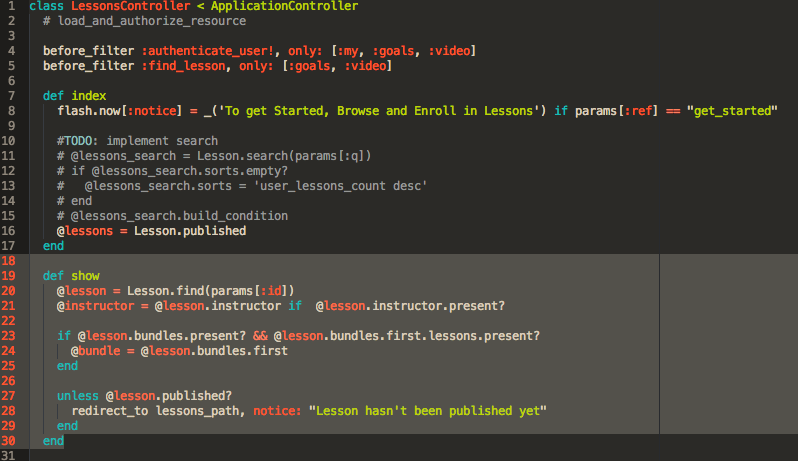 1 class LessonsController < ApplicationController
2   # load_and_authorize_resource
3
4   before_filter :authenticate_user!, only: [:my, :goals, :video]
5   before_filter :find_lesson, only: [:goals, :video]
6
7   def index
8     flash.now[:notice] = _('To get Started, Browse and Enroll in Lessons') if params[:ref] == "get_started"
9
10     #TODO: implement search
11     # @lessons_search = Lesson.search(params[:q])
12     # if @lessons_search.sorts.empty?
13     #   @lessons_search.sorts = 'user_lessons_count desc'
14     # end
15     # @lessons_search.build_condition
16     @lessons = Lesson.published
17   end
18
19   def show
20     @lesson = Lesson.find(params[:id])
21     @instructor = @lesson.instructor if  @lesson.instructor.present?
22
23     if @lesson.bundles.present? && @lesson.bundles.first.lessons.present?
24       @bundle = @lesson.bundles.first
25     end
26
27     unless @lesson.published?
28       redirect_to lessons_path, notice: "Lesson hasn't been published yet"
29     end
30   end
31